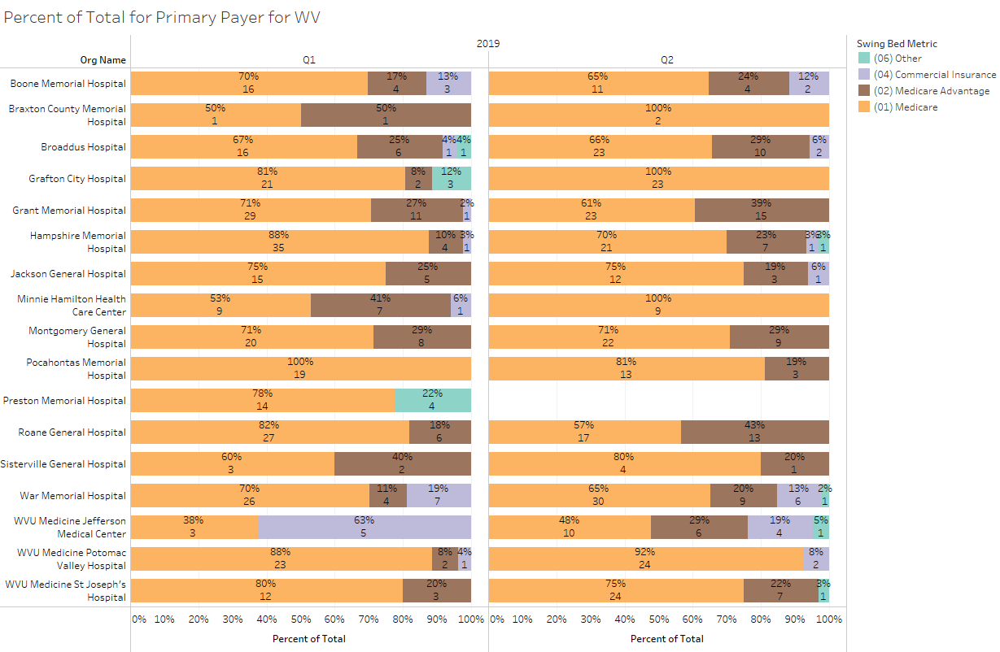 Percent of Total for Primary Payer for WV
2019
Org Name
Q1
Q2
Boone Memorial Hospital
70% 17% 13%
16 4 3
65% 24% 12%
11 4 2
Braxton County Memorial
Hospital
50% 50%
1 1
100%
2
Broaddus Hospital
67% 25% 4% 4%
16 6 1 1
66% 29% 6%
23 10 2
Grafton City Hospital
81% 8% 12%
21 2 3
100%
23
Grant Memorial Hospital
71% 27% 2%
29 11 1
61% 39%
23 15
Hampshire Memorial
Hospital
88% 10% 3%
35 4 1
70% 23% 3% 3%
21 7 1 1
Jackson General Hospital
75% 25%
15 5
75% 19% 6%
12 3 1
Minnie Hamilton Health
Care Center
53% 41% 6%
9 7 1
100%
9
Montgomery General
Hospital
71% 29%
20 8
71% 29%
22 9
Pocahontas Memorial
Hospital
100%
19
81% 19%
13 3
Preston Memorial Hospital
78% 22%
14 4
Roane General Hospital
82% 18%
27 6
57% 43%
17 13
Sisterville General Hospital
60% 40%
3 2
80% 20%
4 1
War Memorial Hospital
70% 11% 19%
26 4 7
65% 20% 13% 2%
30 9 6 1
WVU Medicine Jefferson
Medical Center
38% 63%
3 5
48% 29% 19% 5%
10 6 4 1
WVU Medicine Potomac
Valley Hospital
88% 8% 4%
23 2 1
92% 8%
24 2
WVU Medicine St Joseph's
Hospital
80% 20%
12 3
75% 22% 3%
24 7 1
0% 10% 20% 30% 40% 50% 60% 70% 80% 90% 100%
0% 10% 20% 30% 40% 50% 60% 70% 80% 90% 100%
Percent of Total
Percent of Total
Swing Bed Metric
(06) Other
(04) Commercial Insurance
(02) Medicare Advantage
(01) Medicare